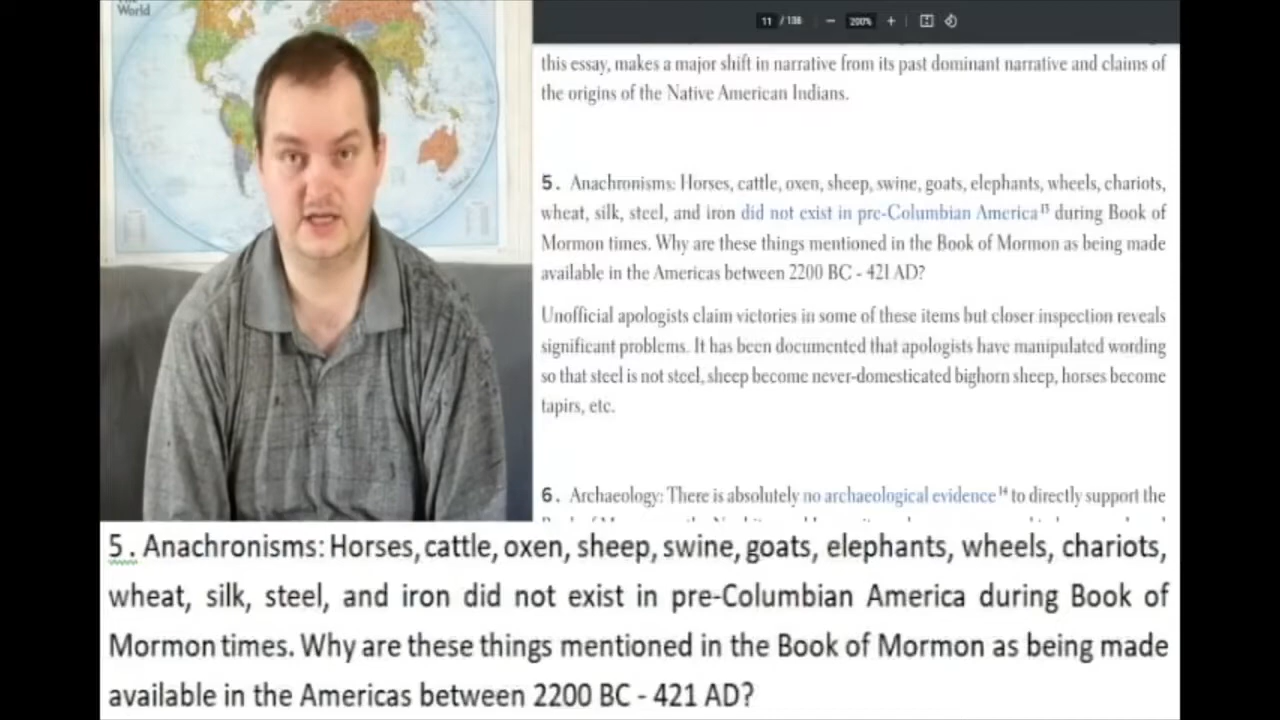 World
11 / 138
200%
this essay, makes a major shift in narrative from its past dominant narrative and claims of
the origins of the Native American Indians.
5. Anachronisms: Horses, cattle, oxen, sheep, swine, goats, elephants, wheels, chariots,
wheat, silk, steel, and iron did not exist in pre-Columbian America13 during Book of
Mormon times. Why are these things mentioned in the Book of Mormon as being made
available in the Americas between 2200 BC - 421 AD?
Unofficial apologists claim victories in some of these items but closer inspection reveals
significant problems. It has been documented that apologists have manipulated wording
so that steel is not steel, sheep become never-domesticated bighorn sheep, horses become
tapirs, etc.
6. Archaeology: There is absolutely no archaeological evidence14 to directly support the
5. Anachronisms: Horses, cattle, oxen, sheep, swine, goats, elephants, wheels, chariots,
wheat, silk, steel, and iron did not exist in pre-Columbian America during Book of
Mormon times. Why are these things mentioned in the Book of Mormon as being made
available in the Americas between 2200 BC - 421 AD?